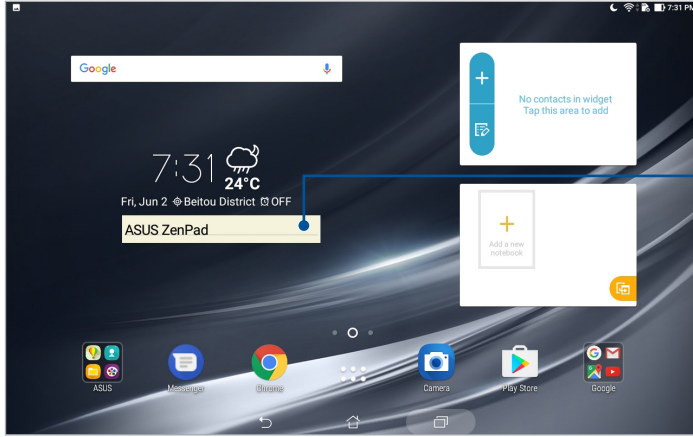 7:31 PM
Google
No contacts in widget
Tap this area to add
7:31
24°C
Fri, Jun 2 Beitou District OFF
ASUS ZenPad
Add a new
notebook
ASUS
Messenger
Chrome
Camera
Play Store
Google